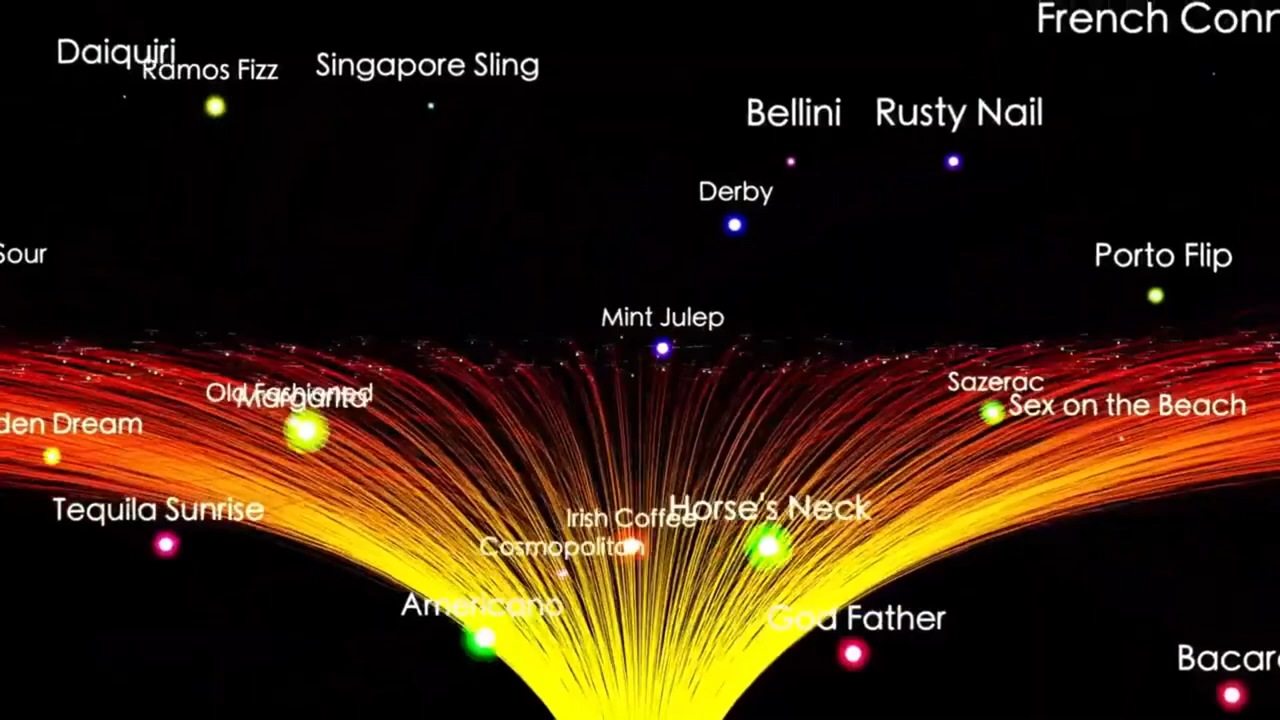 French Conn
Daiquiri
Ramos Fizz
Singapore Sling
Bellini
Rusty Nail
Derby
Sour
Porto Flip
Mint Julep
Sazerac
Old Fashioned
Margarita
Sex on the Beach
den Dream
Tequila Sunrise
Horse's Neck
Irish Coffee
Cosmopolitan
Americano
God Father
Bacar